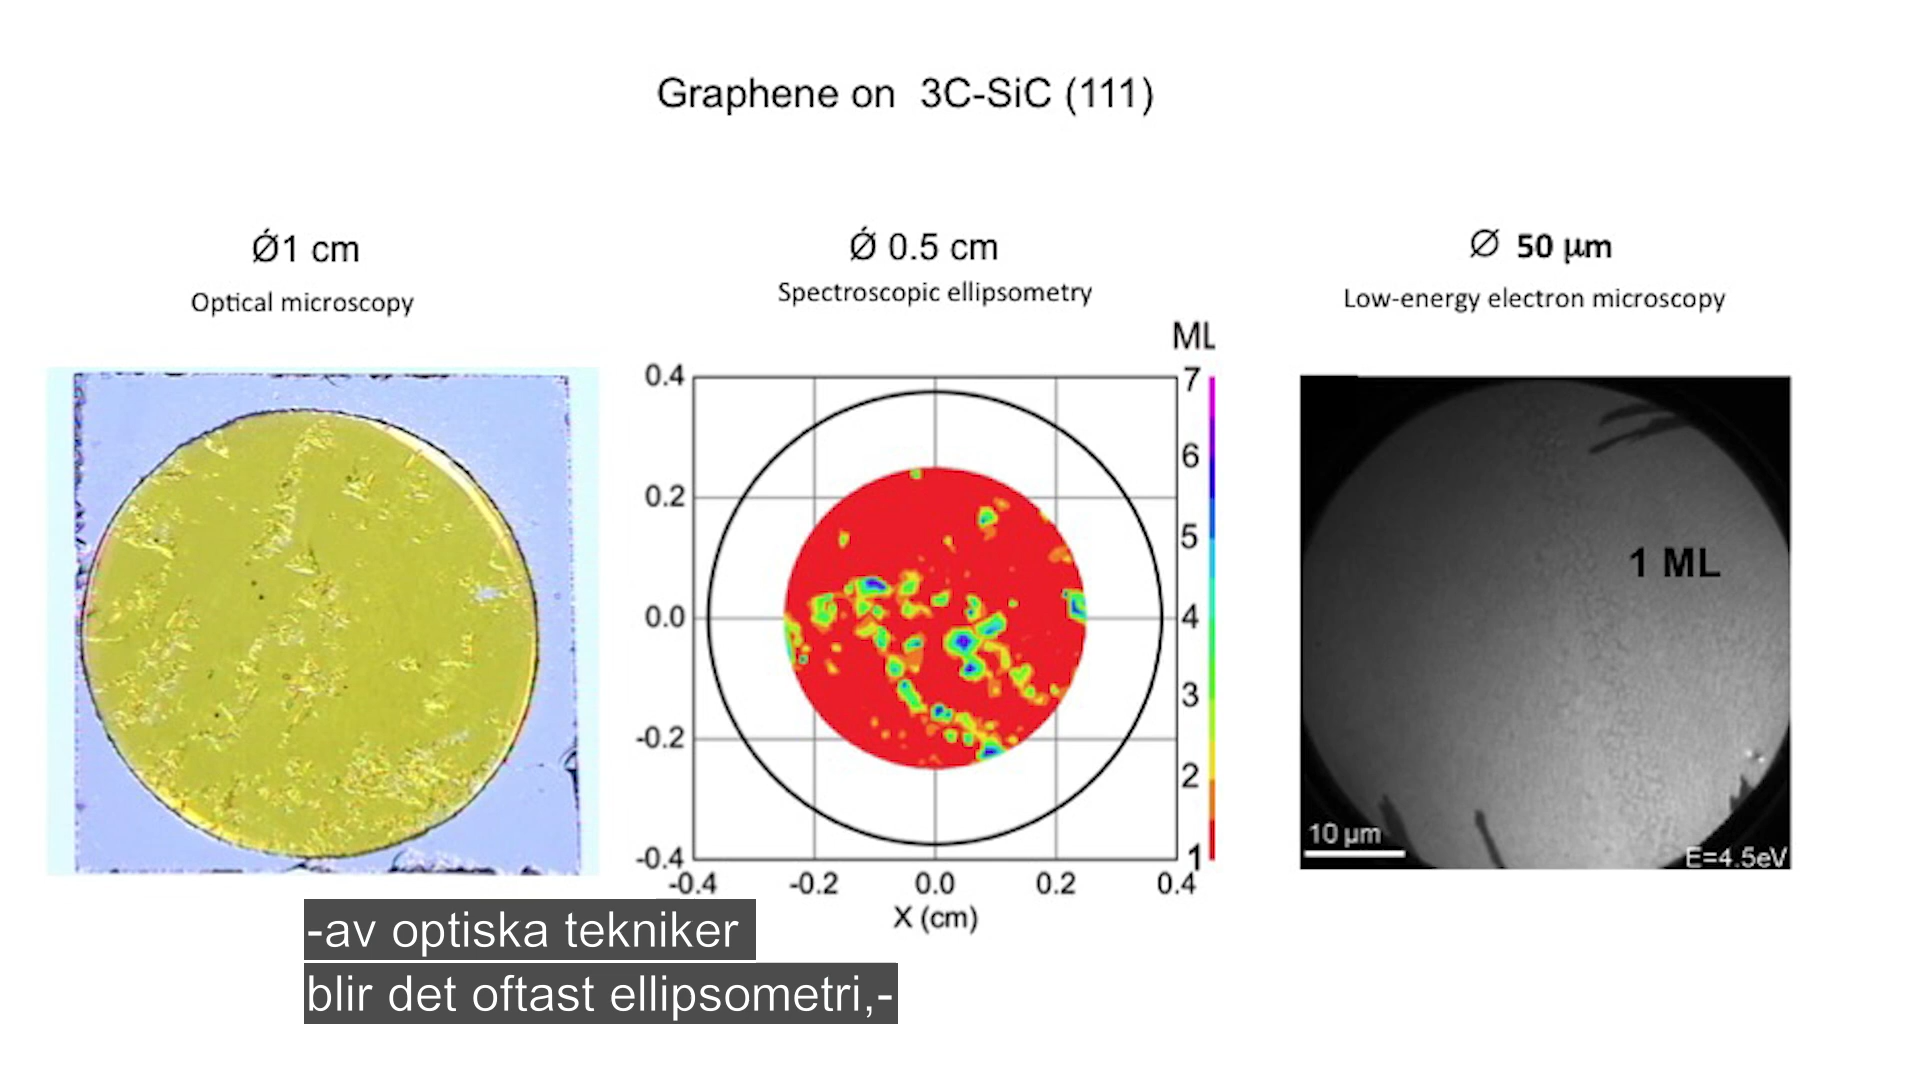 Graphene on 3C-SiC (111)
Ǿ1 cm
Optical microscopy
Ǿ 0.5 cm
Spectroscopic ellipsometry
∅ 50 µm
Low-energy electron microscopy
ML
0.4
0.2
0.0
-0.2
-0.4
-0.4
-0.2
0.0
0.2
0.4
X (cm)
7
6
5
4
3
2
1
1 ML
10 µm
E=4.5eV
-av optiska tekniker
blir det oftast ellipsometri,-